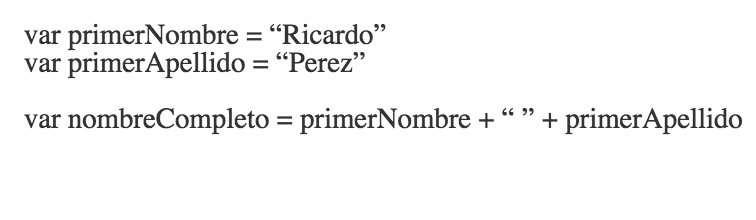 var primerNombre = “Ricardo”
var primerApellido = “Perez”
var nombreCompleto = primerNombre + “ ” + primerApellido